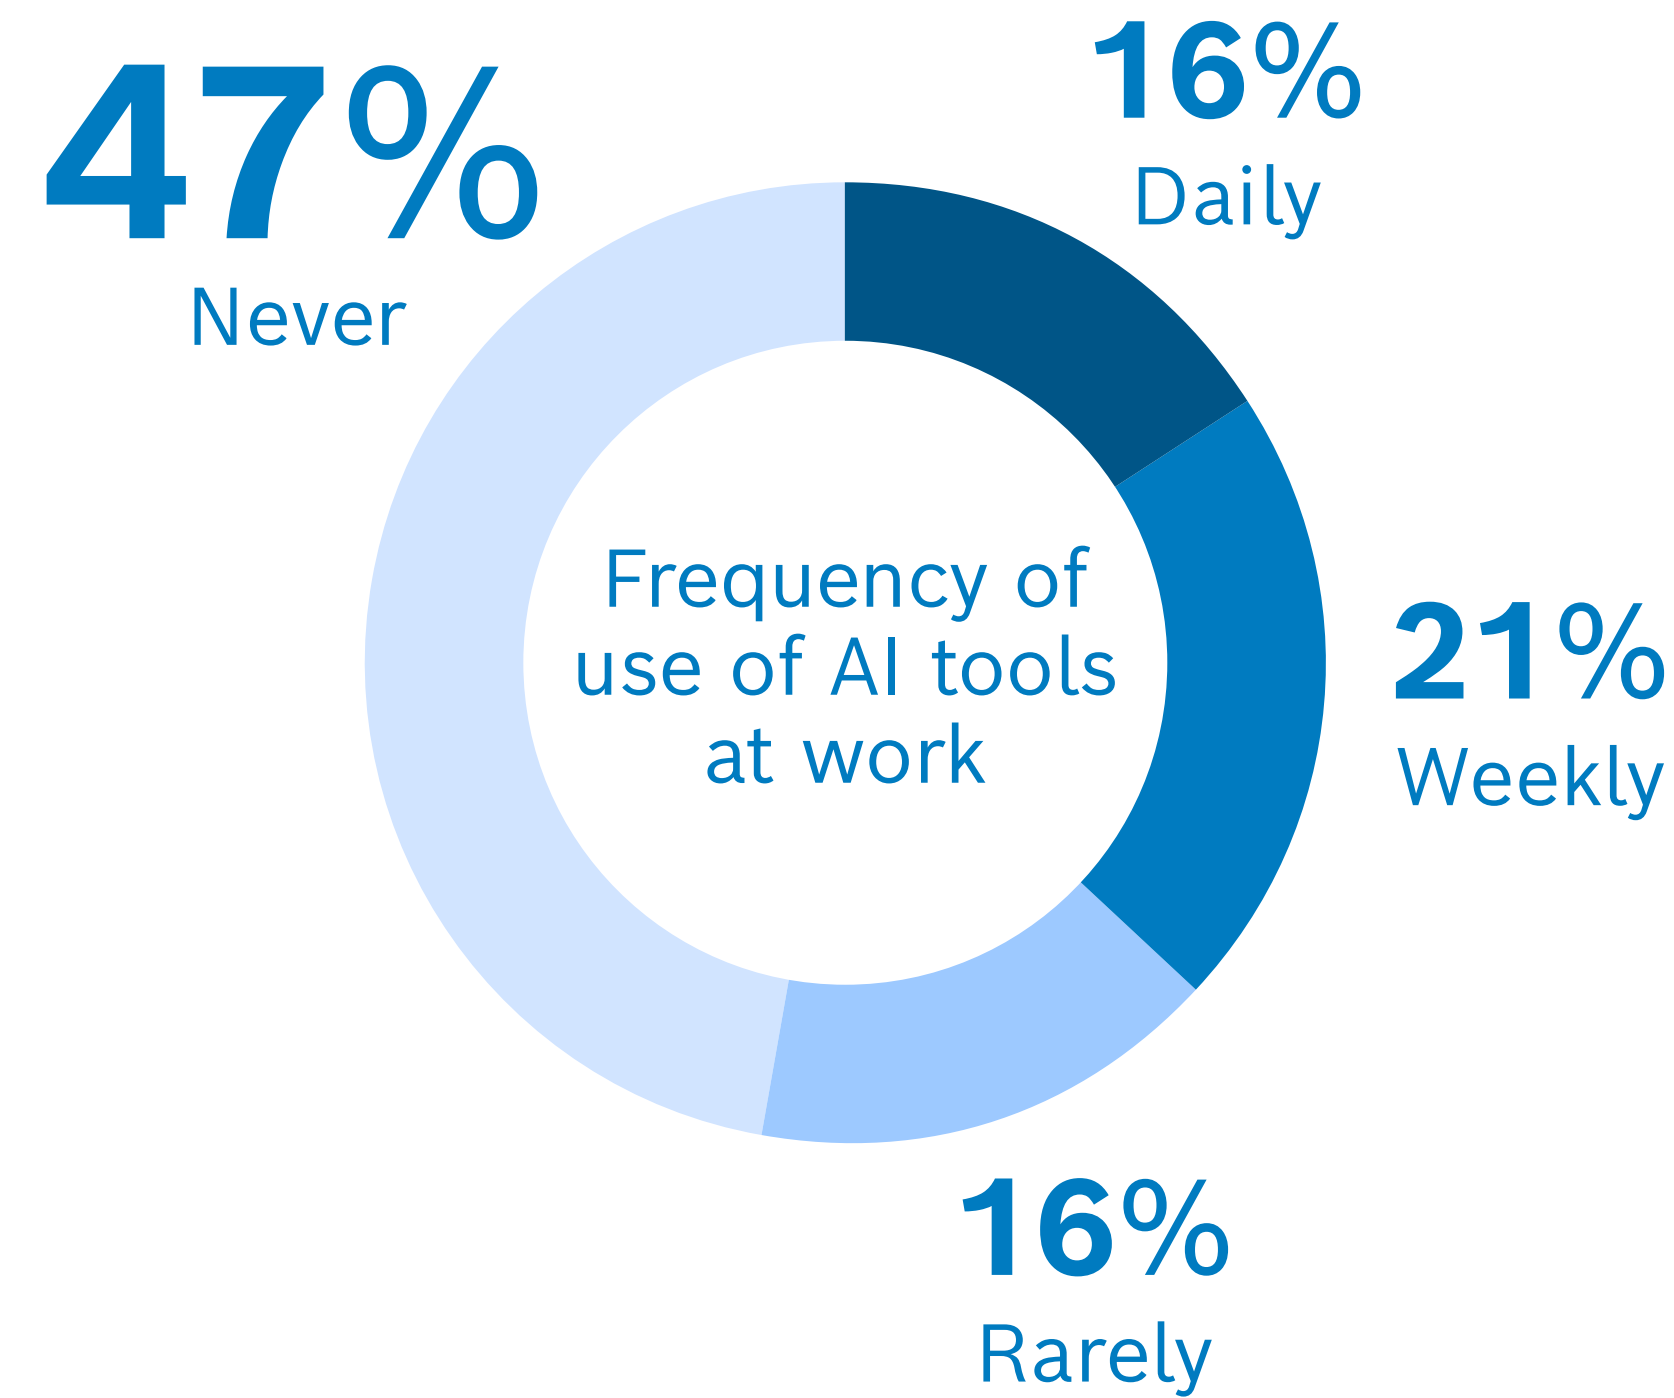 47%
Never
16%
Daily
Frequency of
use of AI tools
at work
21%
Weekly
16%
Rarely